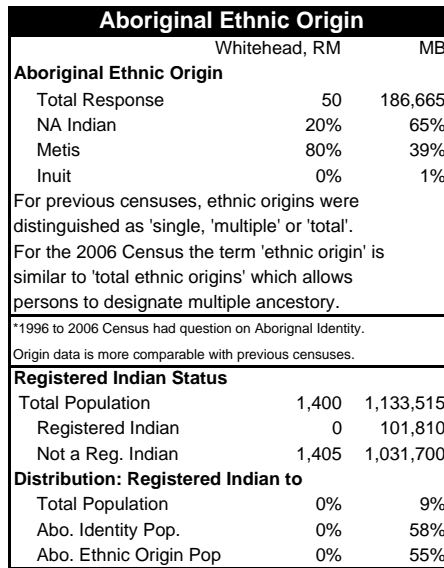 Aboriginal Ethnic Origin
Whitehead, RM MB
Aboriginal Ethnic Origin
Total Response 50 186,665
NA Indian 20% 65%
Metis 80% 39%
Inuit 0% 1%
For previous censuses, ethnic origins were
distinguished as 'single, 'multiple' or 'total'.
For the 2006 Census the term 'ethnic origin' is
similar to 'total ethnic origins' which allows
persons to designate multiple ancestory.
*1996 to 2006 Census had question on Aborignal Identity.
Origin data is more comparable with previous censuses.
Registered Indian Status
Total Population 1,400 1,133,515
Registered Indian 0 101,810
Not a Reg. Indian 1,405 1,031,700
Distribution: Registered Indian to
Total Population 0% 9%
Abo. Identity Pop. 0% 58%
Abo. Ethnic Origin Pop 0% 55%